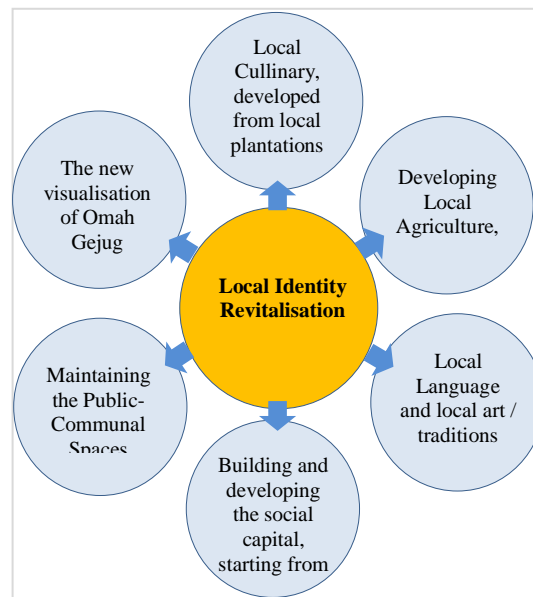 Local
Cullinary,
developed
from local
plantations
The new
visualisation
of Omah
Gejug
Developing
Local
Agriculture,
Local Identity
Revitalisation
Maintaining
the Public-
Communal
Spaces
Local
Language
and local art /
traditions
Building and
developing
the social
capital,
starting from